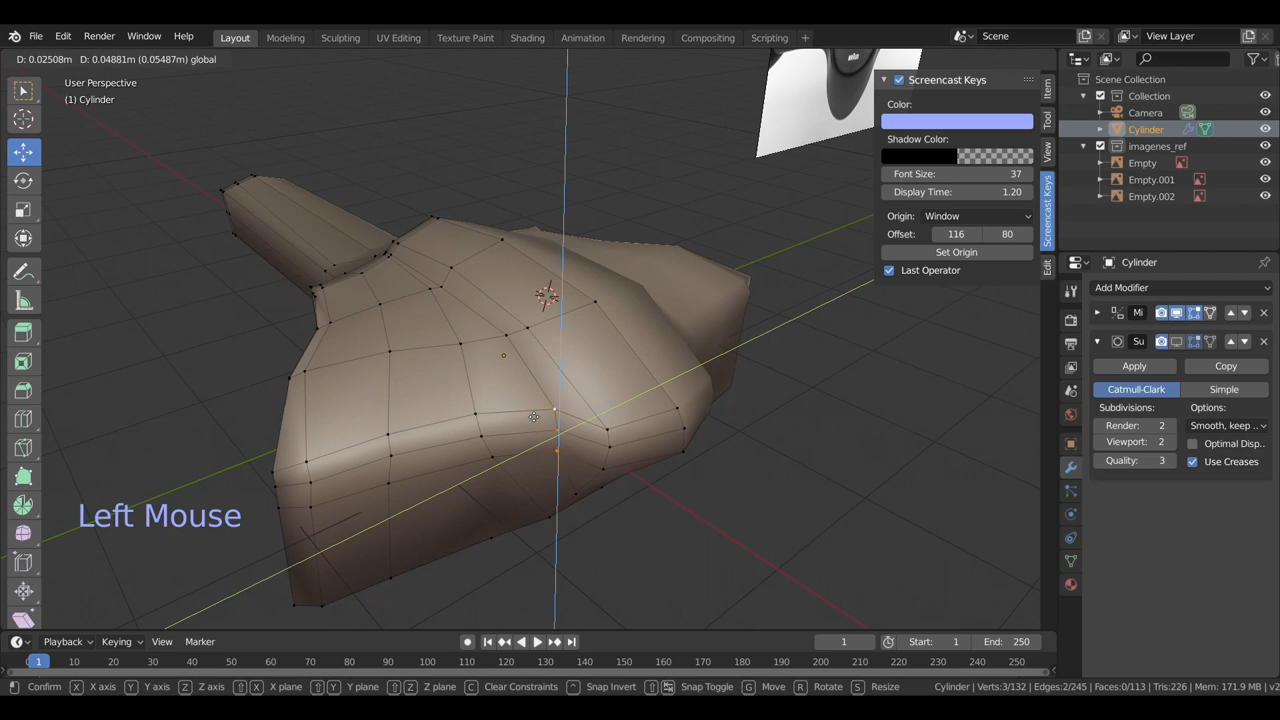 File Edit Render Window Help
Layout Modeling Sculpting UV Editing Texture Paint Shading Animation Rendering Compositing Scripting +
Scene
View Layer
D: 0.02508m D: 0.04881m (0.05487m) global
User Perspective
(1) Cylinder
Screencast Keys
Color:
Shadow Color:
Font Size: 37
Display Time: 1.20
Origin: Window
Offset: 116 80
Set Origin
Last Operator
Item
Tool
View
Screencast Keys
Edit
Scene Collection
Collection
Camera
Cylinder
imagenes_ref
Empty
Empty.001
Empty.002
Cylinder
Add Modifier
Mi
Su
Apply Copy
Catmull-Clark Simple
Subdivisions: Options:
Render: 2 Smooth, keep ..
Viewport: 2 Optimal Disp..
Quality: 3 Use Creases
Left Mouse
Playback Keying View Marker
1 Start: 1 End: 250
1 10 20 30 40 50 60 70 80 90 100 110 120 130 140 150 160 170 180 190 200 210 220 230 240 250
Confirm X X axis Y Y axis Z Z axis X X plane Y Y plane Z Z plane C Clear Constraints Snap Invert Snap Toggle G Move R Rotate S Resize Cylinder | Verts:3/132 | Edges:2/245 | Faces:0/113 | Tris:226 | Mem: 171.9 MB | v2